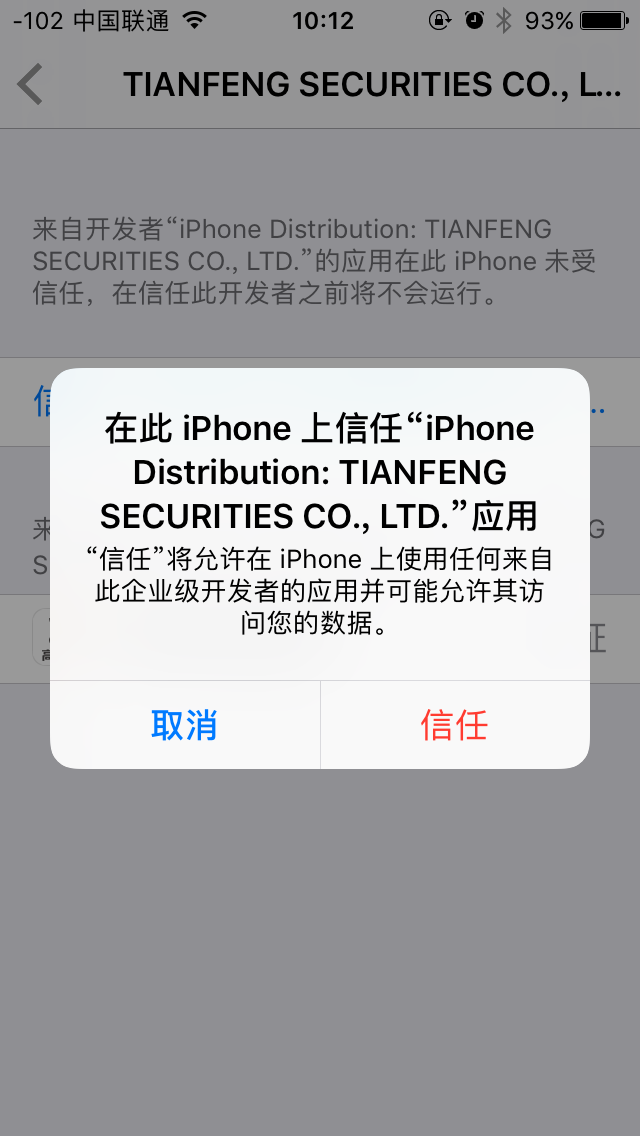 -102 中国联通 10:12 93%
TIANFENG SECURITIES CO., L...
来自开发者“iPhone Distribution: TIANFENG
SECURITIES CO., LTD.”的应用在此 iPhone 未受
信任，在信任此开发者之前将不会运行。
信 ..
在此 iPhone 上信任“iPhone
Distribution: TIANFENG
SECURITIES CO., LTD.”应用
“信任”将允许在 iPhone 上使用任何来自
此企业级开发者的应用并可能允许其访
问您的数据。
来 G
S
高 证
取消 信任